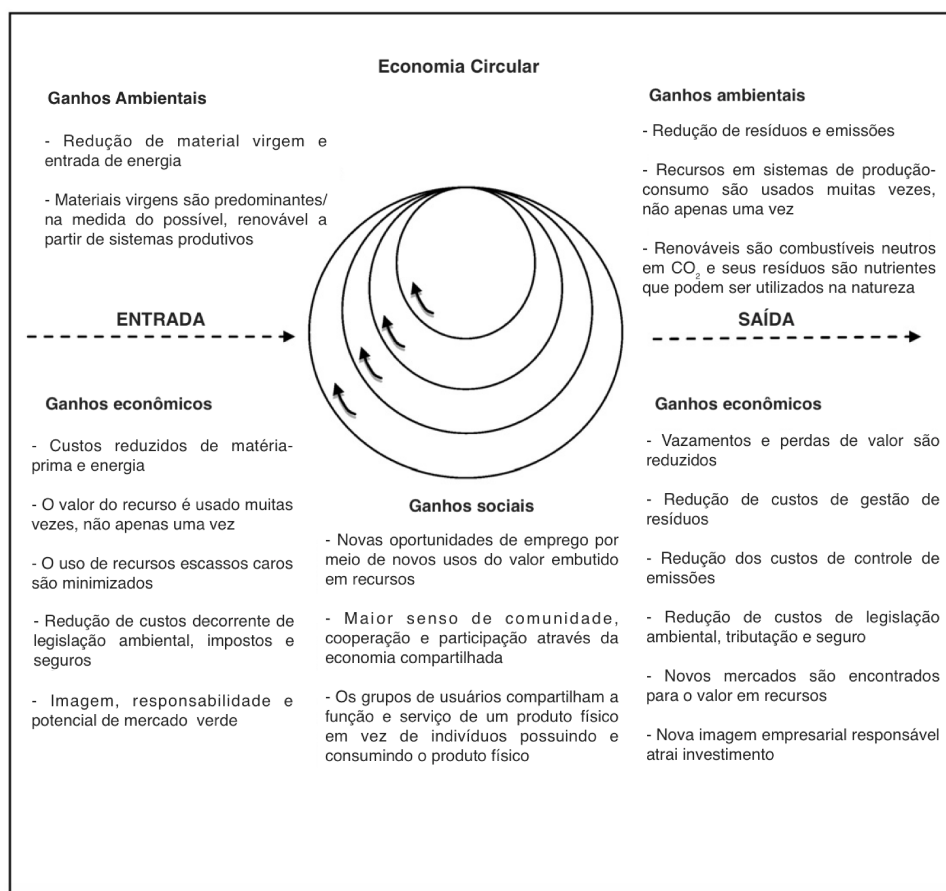 Economia Circular
Ganhos Ambientais
- Redução de material virgem e
entrada de energia
- Materiais virgens são predominantes/
na medida do possível, renovável a
partir de sistemas produtivos
ENTRADA
Ganhos econômicos
- Custos reduzidos de matéria-
prima e energia
- O valor do recurso é usado muitas
vezes, não apenas uma vez
- O uso de recursos escassos caros
são minimizados
- Redução de custos decorrente de
legislação ambiental, impostos e
seguros
- Imagem, responsabilidade e
potencial de mercado verde
Ganhos sociais
- Novas oportunidades de emprego por
meio de novos usos do valor embutido
em recursos
- Maior senso de comunidade,
cooperação e participação através da
economia compartilhada
- Os grupos de usuários compartilham a
função e serviço de um produto físico
em vez de indivíduos possuindo e
consumindo o produto físico
Ganhos ambientais
- Redução de resíduos e emissões
- Recursos em sistemas de produção-
consumo são usados muitas vezes,
não apenas uma vez
- Renováveis são combustíveis neutros
em CO₂ e seus resíduos são nutrientes
que podem ser utilizados na natureza
SAÍDA
Ganhos econômicos
- Vazamentos e perdas de valor são
reduzidos
- Redução de custos de gestão de
resíduos
- Redução dos custos de controle de
emissões
- Redução de custos de legislação
ambiental, tributação e seguro
- Novos mercados são encontrados
para o valor em recursos
- Nova imagem empresarial responsável
atrai investimento